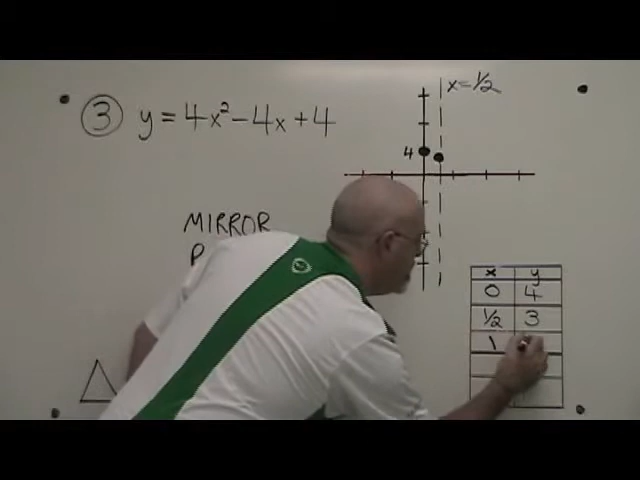 x=1/2
③ y=4x²-4x+4
4
MIRROR
P
x y
0 4
1/2 3
1